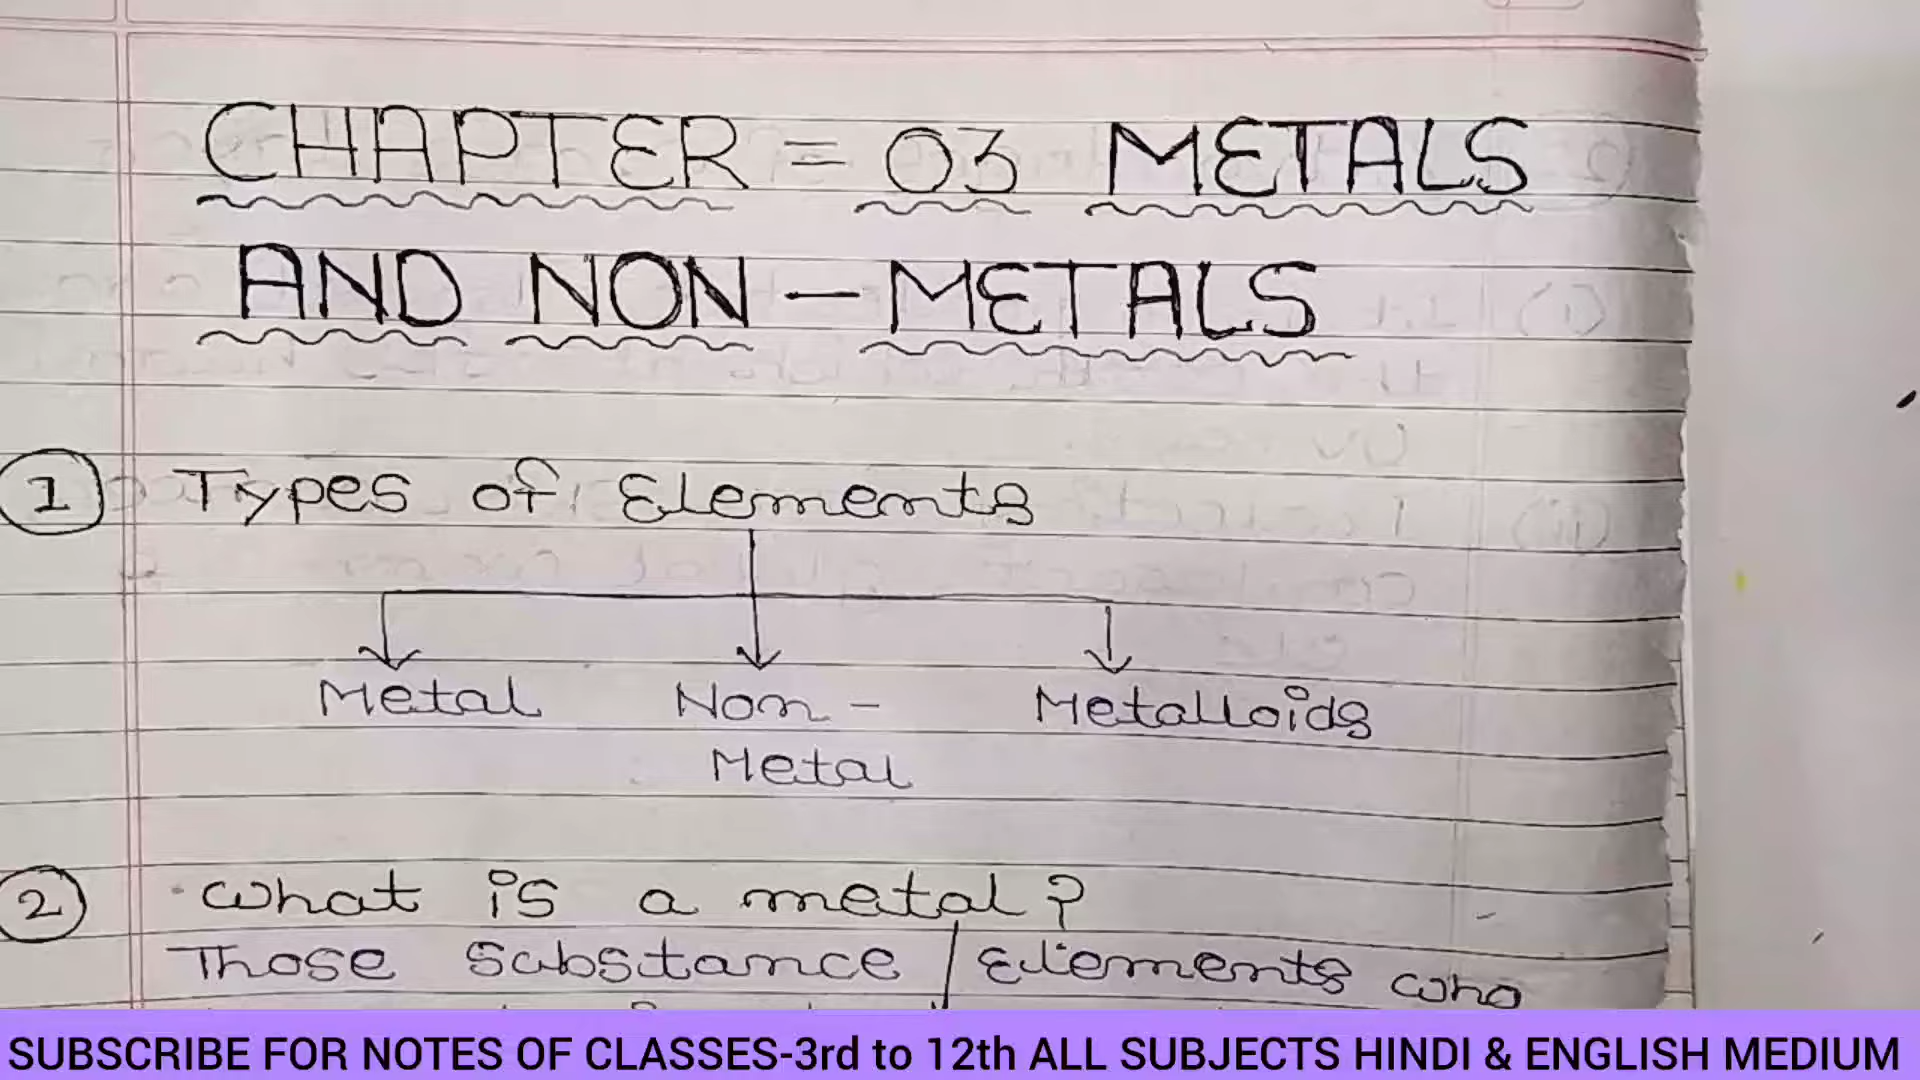 CHAPTER = 03 METALS
AND NON - METALS
1 Types of Elements
Metal Non - Metalloids
Metal
2 What is a metal?
Those Substance / Elements who
SUBSCRIBE FOR NOTES OF CLASSES-3rd to 12th ALL SUBJECTS HINDI & ENGLISH MEDIUM